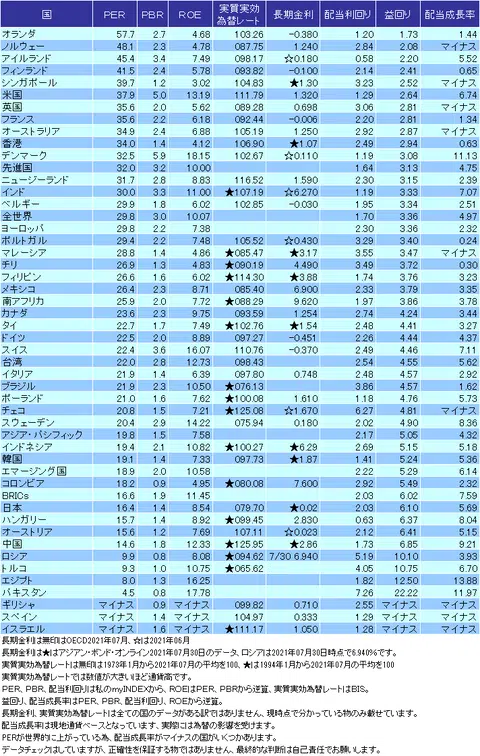 国 PER PBR ROE 実質実効為替レート 長期金利 配当利回り 益回り 配当成長率
オランダ 57.7 2.7 4.68 103.26 -0.380 1.20 1.73 1.44
ノルウェー 48.1 2.3 4.78 087.75 1.240 2.84 2.08 マイナス
アイルランド 45.4 3.4 7.49 098.17 ☆0.180 0.58 2.20 5.52
フィンランド 41.5 2.4 5.78 093.82 -0.100 2.14 2.41 0.65
シンガポール 39.7 1.2 3.02 104.83 ★1.30 3.23 2.52 マイナス
米国 37.9 5.0 13.19 111.79 1.320 1.29 2.64 6.74
英国 35.6 2.0 5.62 089.28 0.698 3.06 2.81 マイナス
フランス 35.6 2.2 6.18 092.44 -0.006 2.20 2.81 1.34
オーストラリア 34.9 2.4 6.88 105.19 1.250 2.92 2.87 マイナス
香港 34.0 1.4 4.12 106.90 ★1.07 2.49 2.94 0.63
デンマーク 32.5 5.9 18.15 102.67 ☆0.110 1.19 3.08 11.13
先進国 32.0 3.2 10.00 1.64 3.13 4.75
ニュージーランド 31.7 2.8 8.83 116.52 1.590 2.30 3.15 2.39
インド 30.0 3.3 11.00 ★107.19 ☆6.270 1.19 3.33 7.07
ベルギー 29.9 1.8 6.02 102.85 -0.030 1.95 3.34 2.51
全世界 29.8 3.0 10.07 1.70 3.36 4.97
ヨーロッパ 29.8 2.2 7.38 2.30 3.36 2.32
ポルトガル 29.4 2.2 7.48 105.52 ☆0.430 3.29 3.40 0.24
マレーシア 28.8 1.4 4.86 ★085.47 ★3.17 3.55 3.47 マイナス
チリ 26.9 1.3 4.83 ★090.19 4.490 3.49 3.72 0.30
フィリピン 26.6 1.6 6.02 ★114.30 ★3.88 1.74 3.76 3.23
メキシコ 26.4 2.3 8.71 085.40 6.900 2.33 3.79 3.35
南アフリカ 25.9 2.0 7.72 ★088.29 9.620 1.97 3.86 3.78
カナダ 23.6 2.3 9.75 093.59 1.254 2.74 4.24 3.44
タイ 22.7 1.7 7.49 ★102.76 ★1.54 2.48 4.41 3.27
ドイツ 22.5 2.0 8.89 097.27 -0.451 2.26 4.44 4.37
スイス 22.4 3.6 16.07 110.76 -0.370 2.49 4.46 7.11
台湾 22.0 2.8 12.73 098.43 2.54 4.55 5.62
イタリア 21.9 1.4 6.39 097.80 0.748 2.48 4.57 2.92
ブラジル 21.9 2.3 10.50 ★076.13 3.86 4.57 1.62
ポーランド 21.0 1.6 7.62 ★100.08 1.610 1.18 4.76 5.73
チェコ 20.8 1.5 7.21 ★125.08 ☆1.670 6.27 4.81 マイナス
スウェーデン 20.4 2.9 14.22 075.94 0.180 2.02 4.90 8.36
アジア・パシフィック 19.8 1.5 7.58 2.17 5.05 4.32
インドネシア 19.4 2.1 10.82 ★100.27 ★6.29 2.69 5.15 5.18
韓国 19.1 1.4 7.33 097.73 ★1.87 1.41 5.24 5.36
エマージング国 18.9 2.0 10.58 2.22 5.29 6.14
コロンビア 18.2 0.9 4.95 ★080.08 7.600 2.92 5.49 2.32
BRICs 16.6 1.9 11.45 2.03 6.02 7.59
日本 16.4 1.4 8.54 079.70 ★0.02 2.03 6.10 5.69
ハンガリー 15.7 1.4 8.92 ★099.45 2.830 0.63 6.37 8.04
オーストリア 15.6 1.2 7.69 107.11 ☆0.023 2.12 6.41 5.15
中国 14.6 1.8 12.33 ★125.95 ★2.86 1.73 6.85 9.21
ロシア 9.9 0.8 8.08 ★094.62 7/30 6.940 5.19 10.10 3.93
トルコ 9.3 1.0 10.75 ★065.62 4.05 10.75 6.70
エジプト 8.0 1.3 16.25 1.82 12.50 13.88
パキスタン 4.5 0.8 17.78 7.26 22.22 11.97
ギリシャ マイナス 0.9 マイナス 099.82 0.710 2.55 マイナス マイナス
スペイン マイナス 1.4 マイナス 104.97 0.333 1.29 マイナス マイナス
イスラエル マイナス 1.6 マイナス ★111.17 1.050 1.28 マイナス マイナス
長期金利は無印はOECD2021年07月、☆は2021年06月
長期金利は★はアジアン・ボンド・オンライン2021年07月30日のデータ、ロシアは2021年07月30日時点で6.940%です。
実質実効為替レートは無印は1973年1月から2021年07月の平均を100、★は1994年1月から2021年07月の平均を100
実質実効為替レートでは数値が大きいほど通貨高です。
PER、PBR、配当利回りは私のmyINDEXから、ROEはPER、PBRから逆算、実質実効為替レートはBIS。
益回り、配当成長率はPER、PBR、配当利回り、ROEから逆算。
長期金利、実質実効為替レートは全ての国のデータがある訳ではありません、現時点で分かっている物のみ載せています。
配当成長率は現地通貨ベースとなっています、実際には為替の影響を受けます。
PERが世界的に上がっている為、配当成長率がマイナスの国がいくつかあります。
データチェックはしていますが、正確性を保証する物ではありません、最終的な判断は自己責任でお願いします。